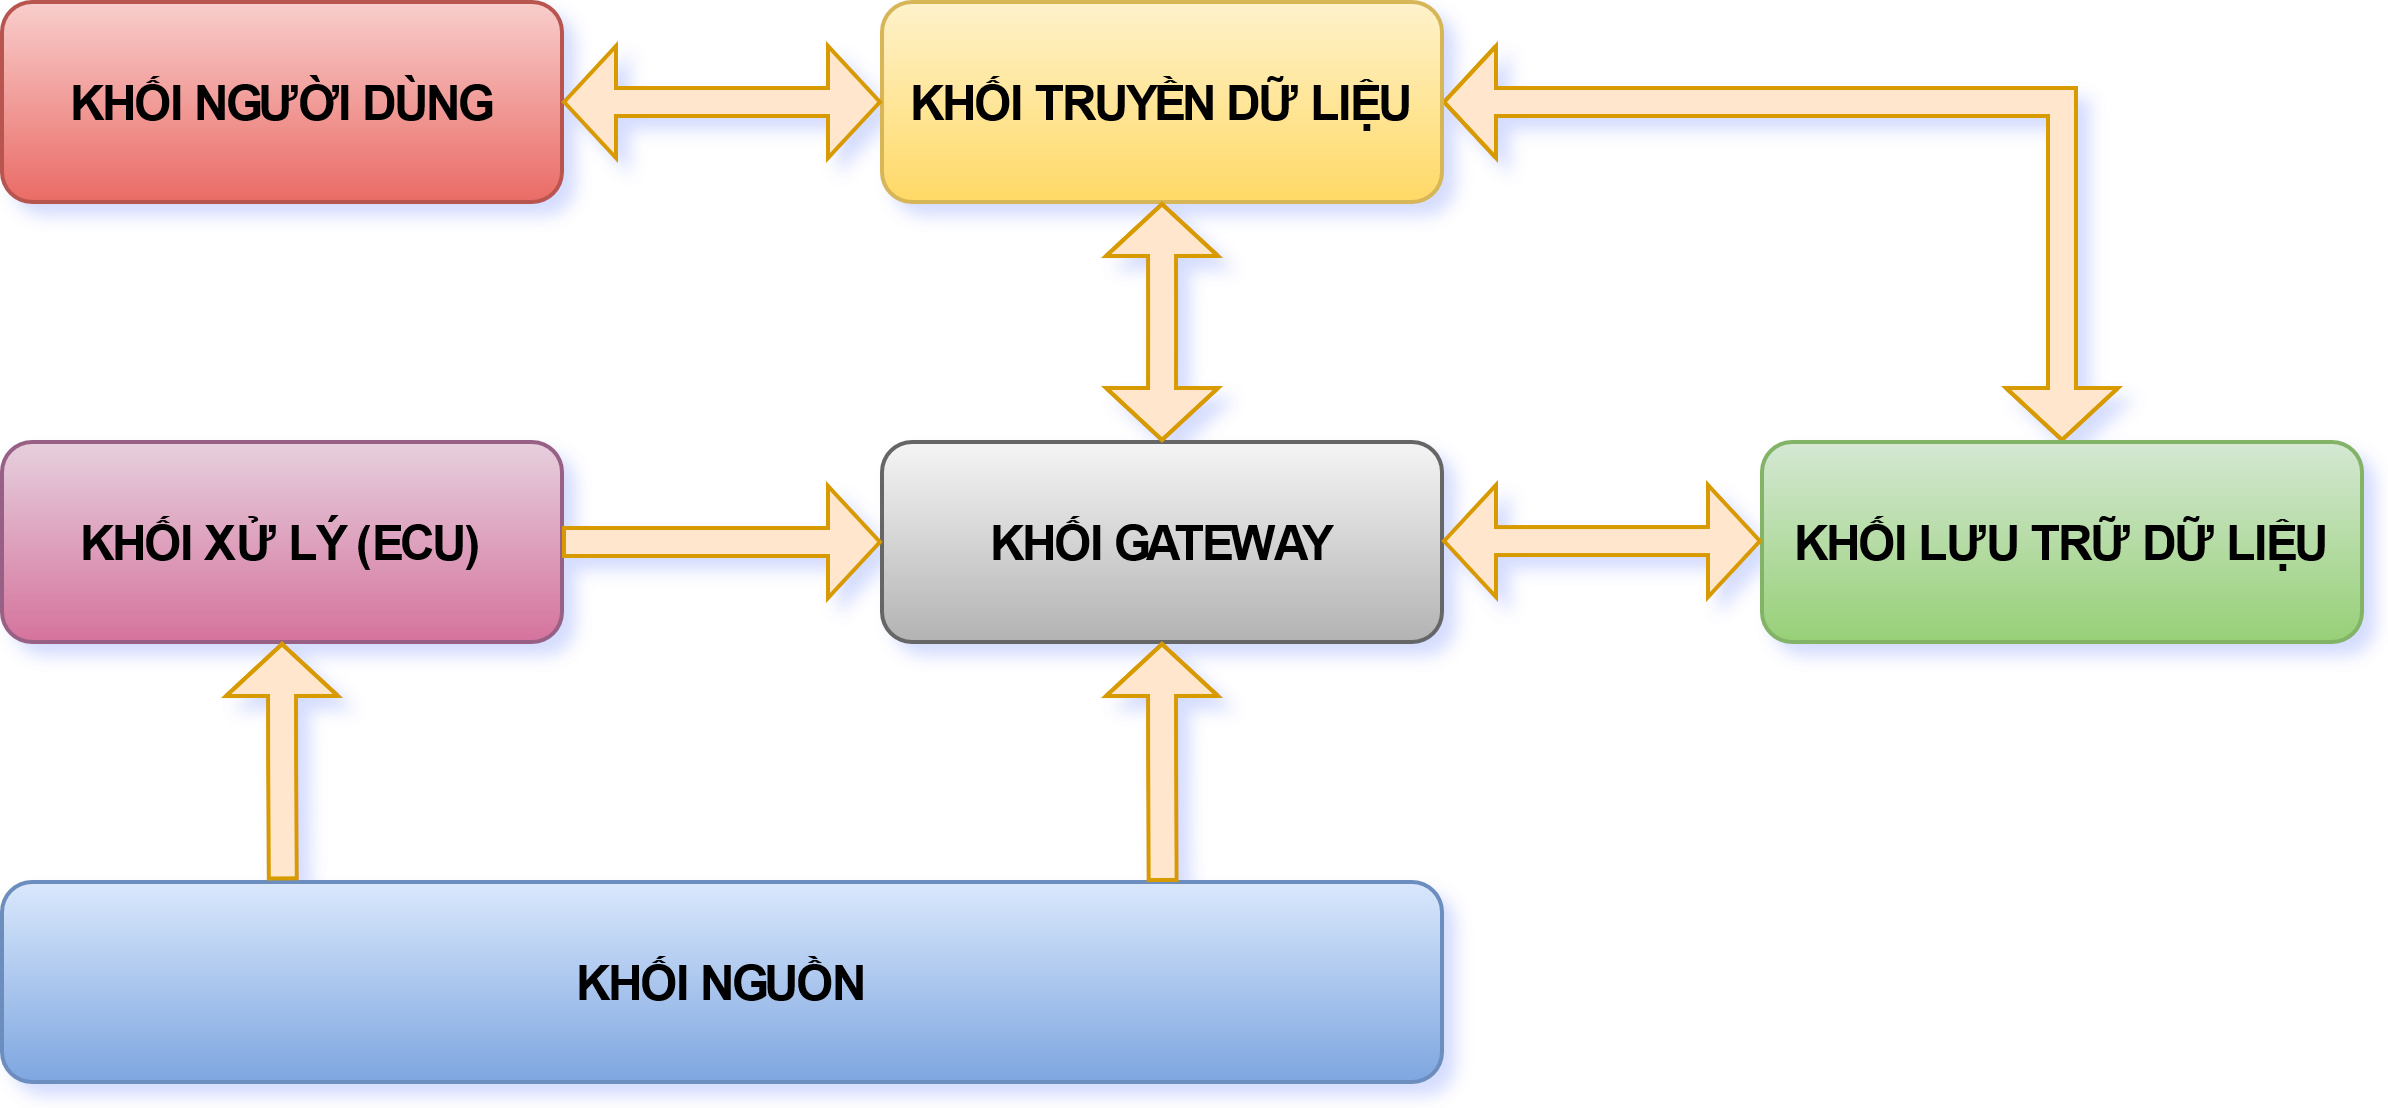 KHỐI NGƯỜI DÙNG
KHỐI TRUYỀN DỮ LIỆU
KHỐI XỬ LÝ (ECU)
KHỐI GATEWAY
KHỐI LƯU TRỮ DỮ LIỆU
KHỐI NGUỒN